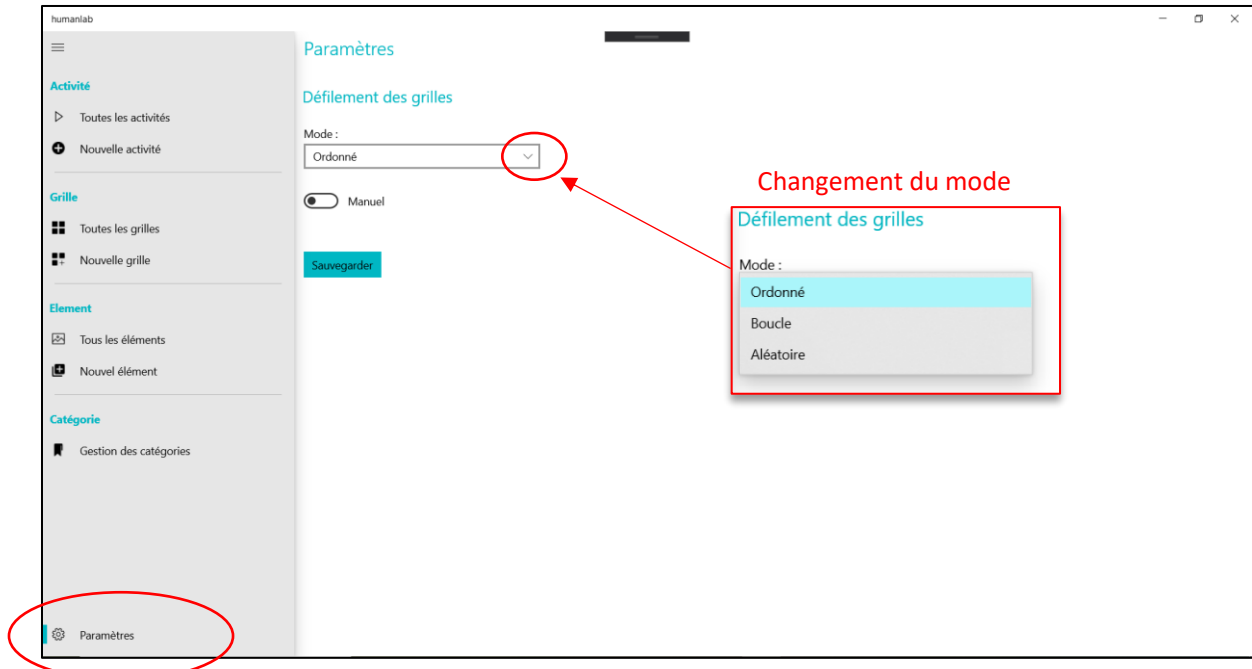 humanlab
Activité
Toutes les activités
Nouvelle activité
Grille
Toutes les grilles
Nouvelle grille
Element
Tous les éléments
Nouvel élément
Catégorie
Gestion des catégories
Paramètres
Paramètres
Défilement des grilles
Mode :
Ordonné
Manuel
Sauvegarder
Changement du mode
Défilement des grilles
Mode :
Ordonné
Boucle
Aléatoire